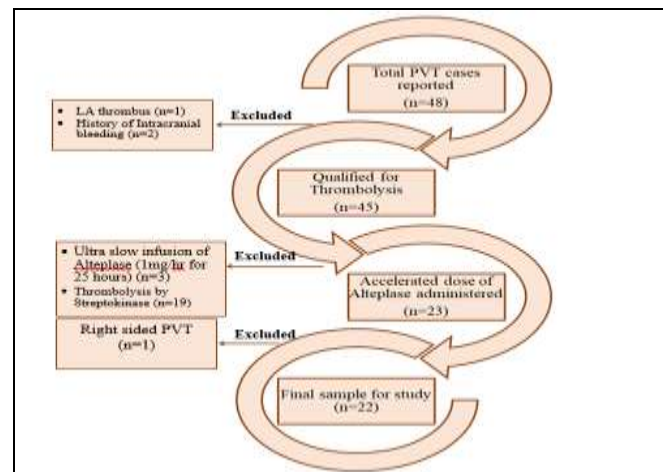 Total PVT cases
reported
(n=48)
Excluded
▪ LA thrombus (n=1)
▪ History of Intracranial
bleeding (n=2)
Qualified for
Thrombolysis
(n=45)
Excluded
▪ Ultra slow infusion of
Alteplase (1mg/hr for
25 hours) (n=3)
▪ Thrombolysis by
Streptokinase (n=19)
Accelerated dose of
Alteplase administered
(n=23)
Excluded
Right sided PVT
(n=1)
Final sample for study
(n=22)